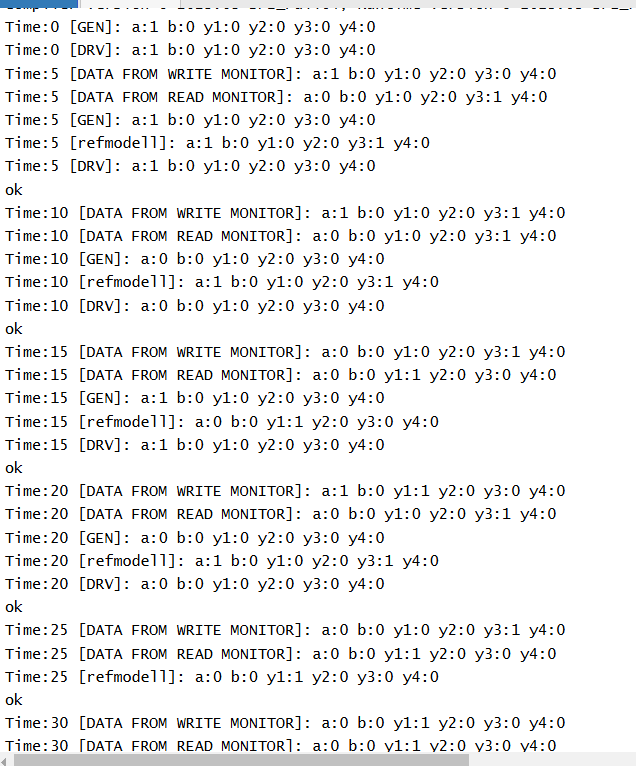 Time:0 [GEN]: a:1 b:0 y1:0 y2:0 y3:0 y4:0
Time:0 [DRV]: a:1 b:0 y1:0 y2:0 y3:0 y4:0
Time:5 [DATA FROM WRITE MONITOR]: a:1 b:0 y1:0 y2:0 y3:0 y4:0
Time:5 [DATA FROM READ MONITOR]: a:0 b:0 y1:0 y2:0 y3:1 y4:0
Time:5 [GEN]: a:1 b:0 y1:0 y2:0 y3:0 y4:0
Time:5 [refmodell]: a:1 b:0 y1:0 y2:0 y3:1 y4:0
Time:5 [DRV]: a:1 b:0 y1:0 y2:0 y3:0 y4:0
ok
Time:10 [DATA FROM WRITE MONITOR]: a:1 b:0 y1:0 y2:0 y3:1 y4:0
Time:10 [DATA FROM READ MONITOR]: a:0 b:0 y1:0 y2:0 y3:1 y4:0
Time:10 [GEN]: a:0 b:0 y1:0 y2:0 y3:0 y4:0
Time:10 [refmodell]: a:1 b:0 y1:0 y2:0 y3:1 y4:0
Time:10 [DRV]: a:0 b:0 y1:0 y2:0 y3:0 y4:0
ok
Time:15 [DATA FROM WRITE MONITOR]: a:0 b:0 y1:0 y2:0 y3:1 y4:0
Time:15 [DATA FROM READ MONITOR]: a:0 b:0 y1:1 y2:0 y3:0 y4:0
Time:15 [GEN]: a:1 b:0 y1:0 y2:0 y3:0 y4:0
Time:15 [refmodell]: a:0 b:0 y1:1 y2:0 y3:0 y4:0
Time:15 [DRV]: a:1 b:0 y1:0 y2:0 y3:0 y4:0
ok
Time:20 [DATA FROM WRITE MONITOR]: a:1 b:0 y1:1 y2:0 y3:0 y4:0
Time:20 [DATA FROM READ MONITOR]: a:0 b:0 y1:0 y2:0 y3:1 y4:0
Time:20 [GEN]: a:0 b:0 y1:0 y2:0 y3:0 y4:0
Time:20 [refmodell]: a:1 b:0 y1:0 y2:0 y3:1 y4:0
Time:20 [DRV]: a:0 b:0 y1:0 y2:0 y3:0 y4:0
ok
Time:25 [DATA FROM WRITE MONITOR]: a:0 b:0 y1:0 y2:0 y3:1 y4:0
Time:25 [DATA FROM READ MONITOR]: a:0 b:0 y1:1 y2:0 y3:0 y4:0
Time:25 [refmodell]: a:0 b:0 y1:1 y2:0 y3:0 y4:0
ok
Time:30 [DATA FROM WRITE MONITOR]: a:0 b:0 y1:1 y2:0 y3:0 y4:0
Time:30 [DATA FROM READ MONITOR]: a:0 b:0 y1:1 y2:0 y3:0 y4:0